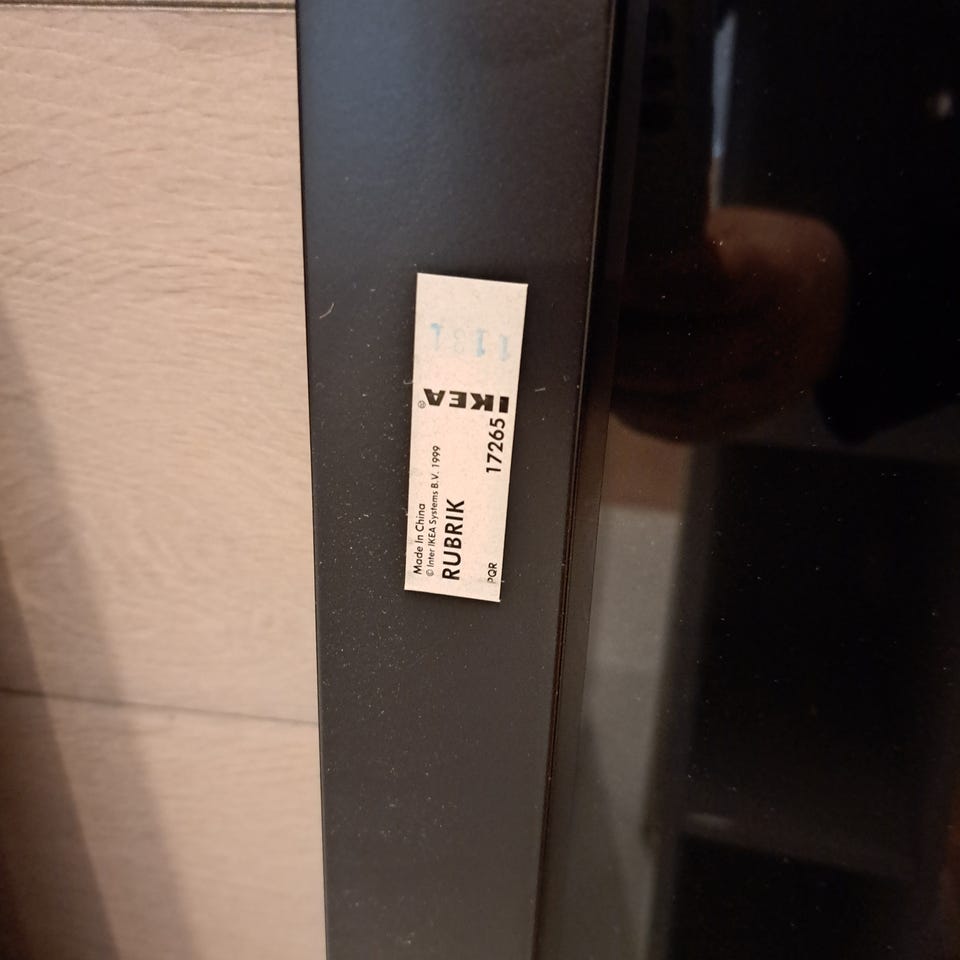 Made In China
© Inter IKEA Systems B.V. 1999
RUBRIK
PQR
17265
IKEA®
1131